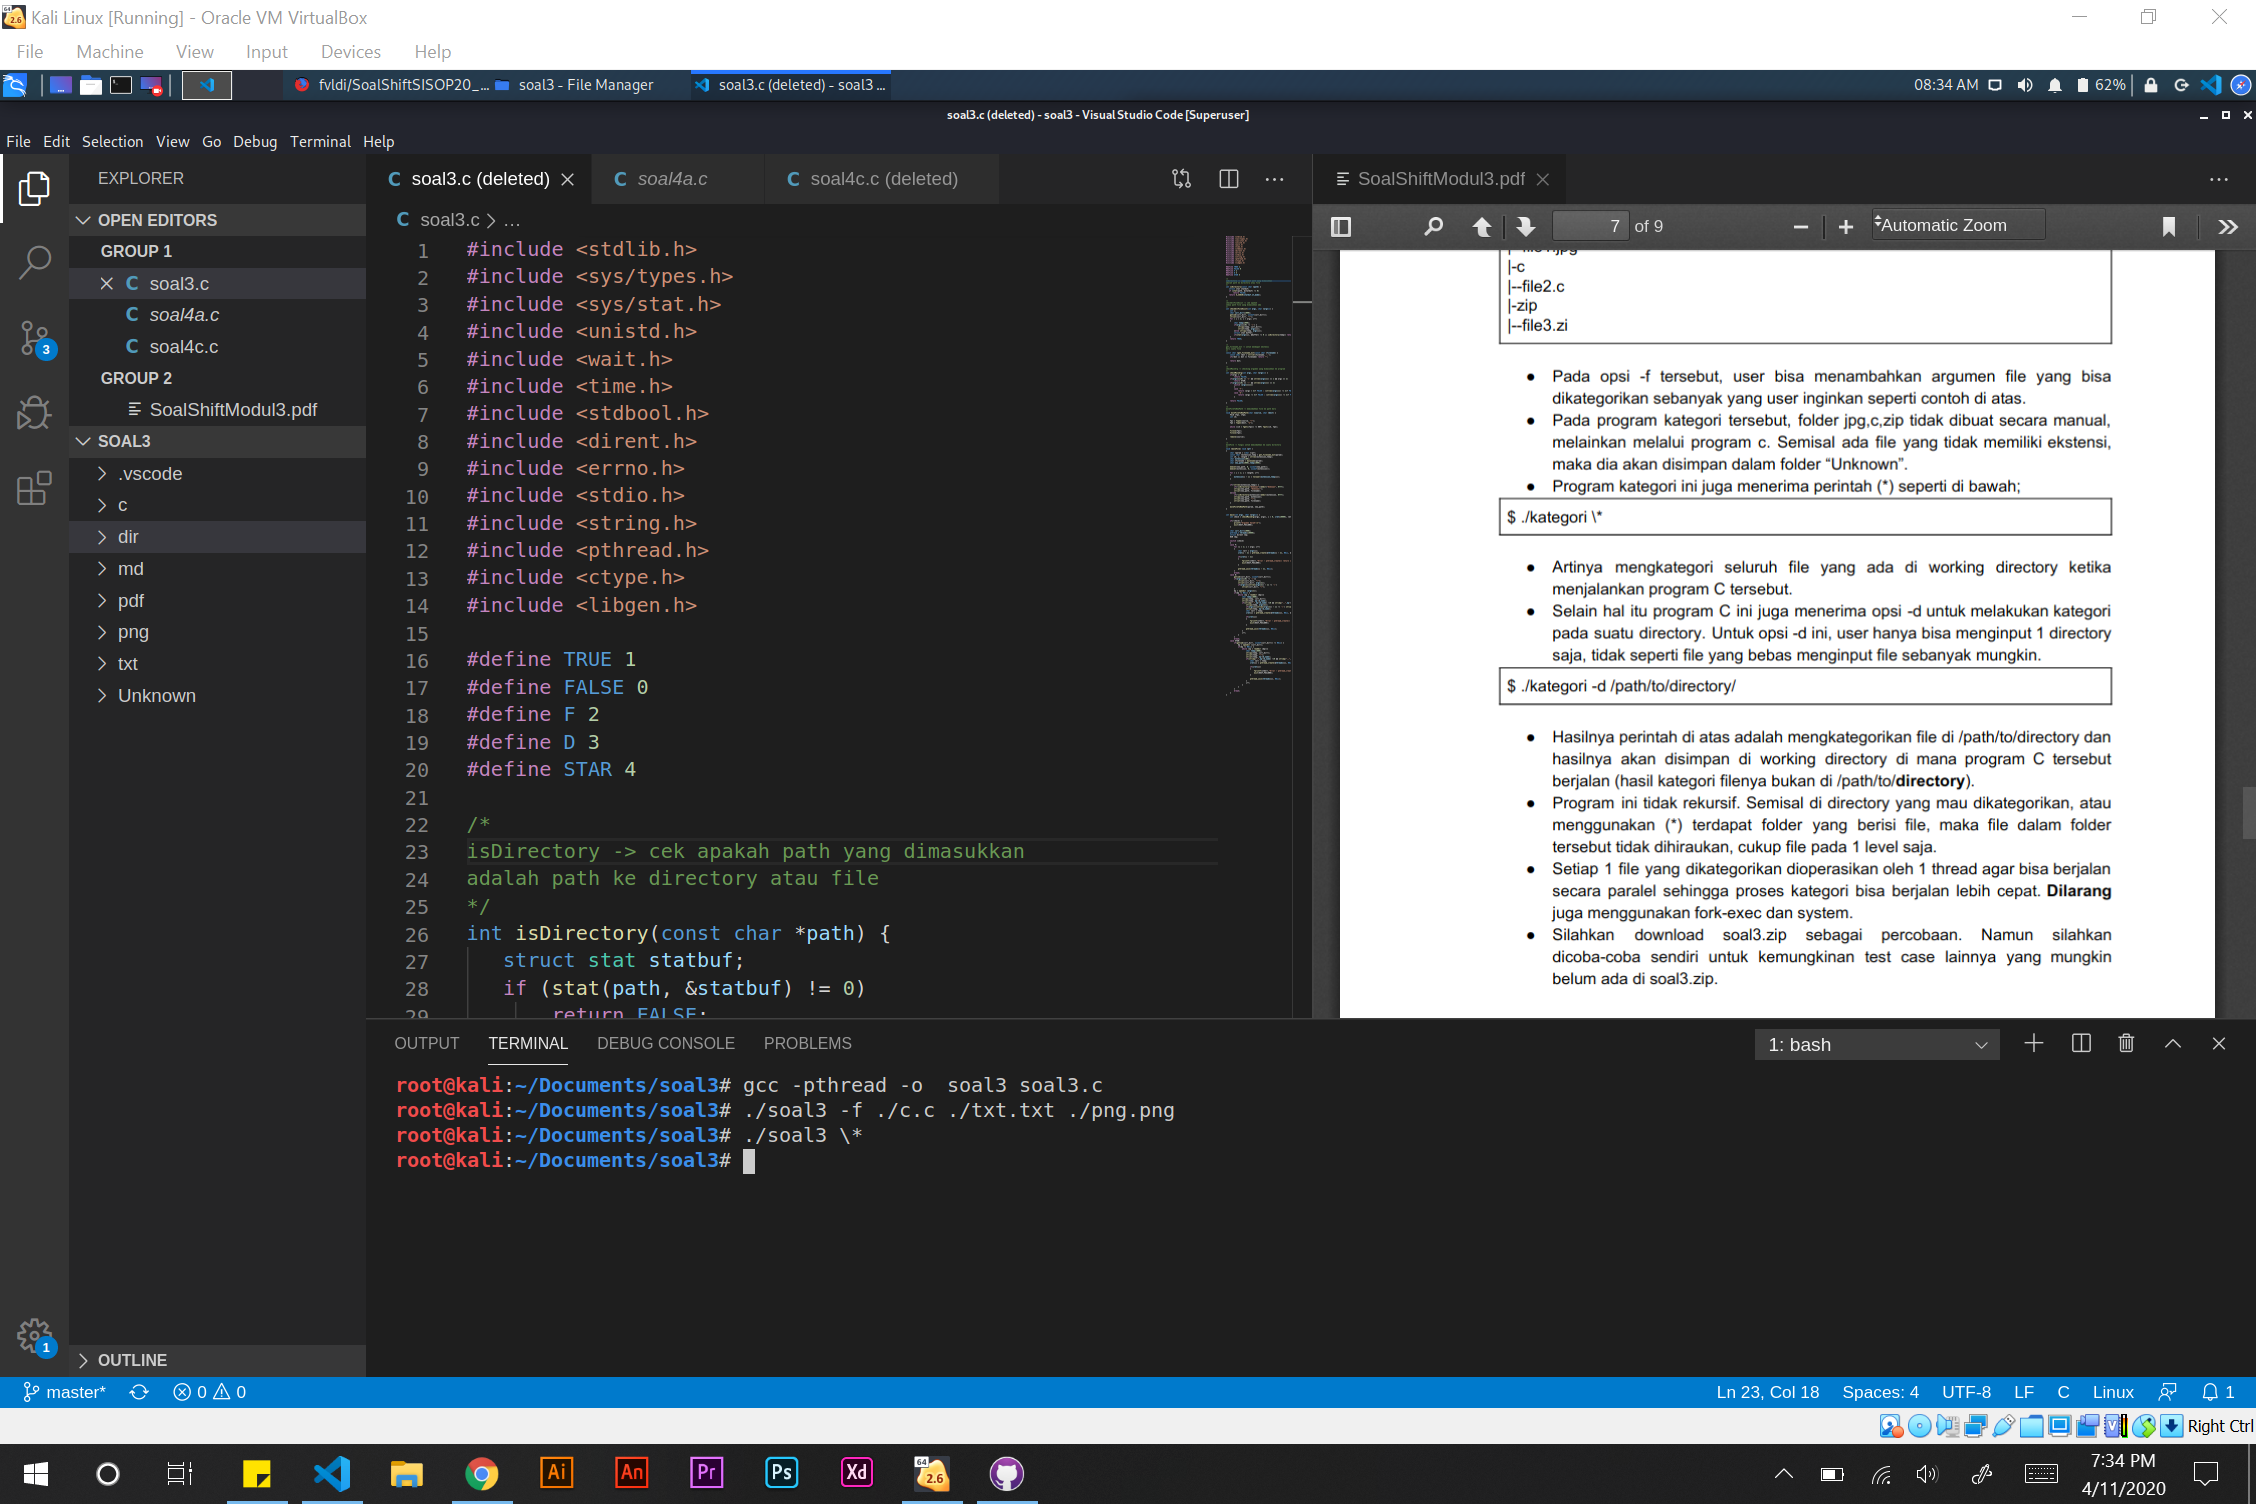 Kali Linux [Running] - Oracle VM VirtualBox
File Machine View Input Devices Help
fvldi/SoalShiftSISOP20_... soal3 - File Manager soal3.c (deleted) - soal3 ... 08:34 AM 62%
soal3.c (deleted) - soal3 - Visual Studio Code [Superuser]
File Edit Selection View Go Debug Terminal Help
EXPLORER
OPEN EDITORS
GROUP 1
C soal3.c
C soal4a.c
C soal4c.c
GROUP 2
SoalShiftModul3.pdf
SOAL3
.vscode
c
dir
md
pdf
png
txt
Unknown
OUTLINE
3
1
C soal3.c (deleted) C soal4a.c C soal4c.c (deleted)
C soal3.c > ...
1 #include <stdlib.h>
2 #include <sys/types.h>
3 #include <sys/stat.h>
4 #include <unistd.h>
5 #include <wait.h>
6 #include <time.h>
7 #include <stdbool.h>
8 #include <dirent.h>
9 #include <errno.h>
10 #include <stdio.h>
11 #include <string.h>
12 #include <pthread.h>
13 #include <ctype.h>
14 #include <libgen.h>
15
16 #define TRUE 1
17 #define FALSE 0
18 #define F 2
19 #define D 3
20 #define STAR 4
21
22 /*
23 isDirectory -> cek apakah path yang dimasukkan
24 adalah path ke directory atau file
25 */
26 int isDirectory(const char *path) {
27 struct stat statbuf;
28 if (stat(path, &statbuf) != 0)
29 return FALSE;
SoalShiftModul3.pdf
7 of 9 Automatic Zoom
|-c
|--file2.c
|-zip
|--file3.zi
● Pada opsi -f tersebut, user bisa menambahkan argumen file yang bisa
dikategorikan sebanyak yang user inginkan seperti contoh di atas.
● Pada program kategori tersebut, folder jpg,c,zip tidak dibuat secara manual,
melainkan melalui program c. Semisal ada file yang tidak memiliki ekstensi,
maka dia akan disimpan dalam folder “Unknown”.
● Program kategori ini juga menerima perintah (*) seperti di bawah;
$ ./kategori \*
● Artinya mengkategori seluruh file yang ada di working directory ketika
menjalankan program C tersebut.
● Selain hal itu program C ini juga menerima opsi -d untuk melakukan kategori
pada suatu directory. Untuk opsi -d ini, user hanya bisa menginput 1 directory
saja, tidak seperti file yang bebas menginput file sebanyak mungkin.
$ ./kategori -d /path/to/directory/
● Hasilnya perintah di atas adalah mengkategorikan file di /path/to/directory dan
hasilnya akan disimpan di working directory di mana program C tersebut
berjalan (hasil kategori filenya bukan di /path/to/directory).
● Program ini tidak rekursif. Semisal di directory yang mau dikategorikan, atau
menggunakan (*) terdapat folder yang berisi file, maka file dalam folder
tersebut tidak dihiraukan, cukup file pada 1 level saja.
● Setiap 1 file yang dikategorikan dioperasikan oleh 1 thread agar bisa berjalan
secara paralel sehingga proses kategori bisa berjalan lebih cepat. Dilarang
juga menggunakan fork-exec dan system.
● Silahkan download soal3.zip sebagai percobaan. Namun silahkan
dicoba-coba sendiri untuk kemungkinan test case lainnya yang mungkin
belum ada di soal3.zip.
OUTPUT TERMINAL DEBUG CONSOLE PROBLEMS 1: bash
root@kali:~/Documents/soal3# gcc -pthread -o  soal3 soal3.c
root@kali:~/Documents/soal3# ./soal3 -f ./c.c ./txt.txt ./png.png
root@kali:~/Documents/soal3# ./soal3 \*
root@kali:~/Documents/soal3#
master* 0 0 Ln 23, Col 18 Spaces: 4 UTF-8 LF C Linux 1
Right Ctrl
Ai An Pr Ps Xd 64 2.6
7:34 PM
4/11/2020